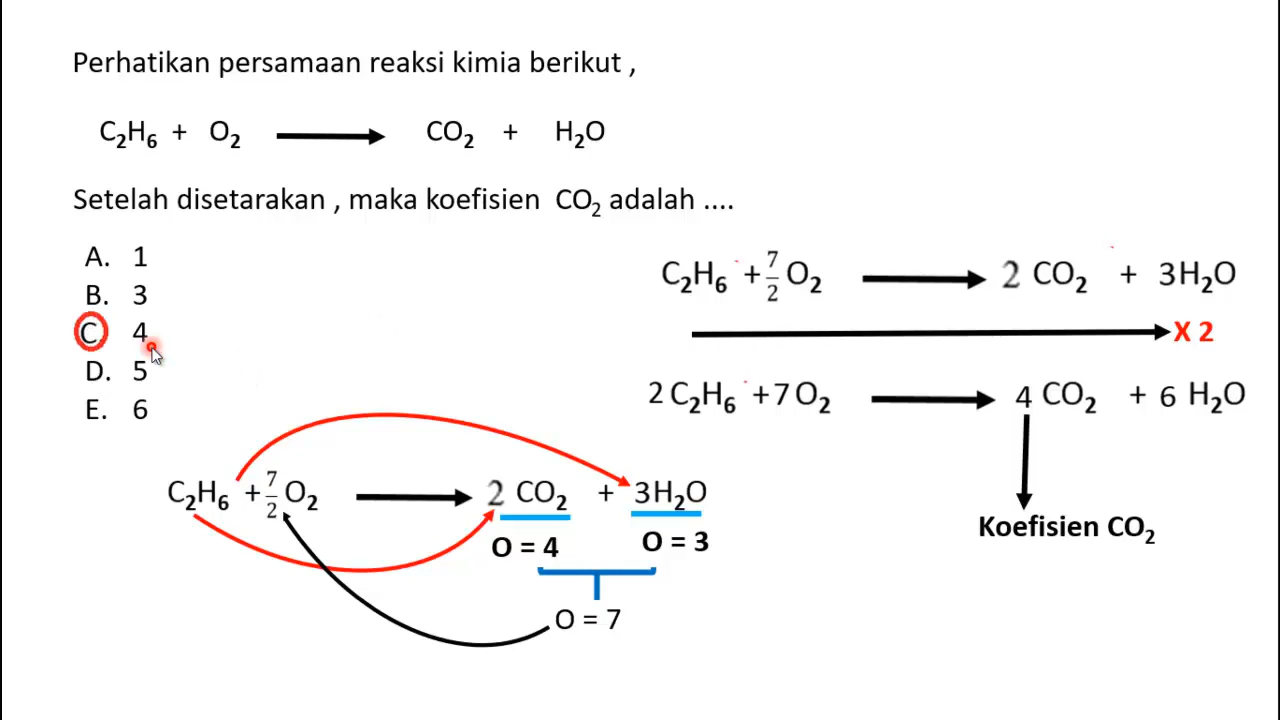 Perhatikan persamaan reaksi kimia berikut ,
C₂H₆ + O₂ ⟶ CO₂ + H₂O
Setelah disetarakan , maka koefisien CO₂ adalah ....
A. 1
B. 3
C 4
D. 5
E. 6
C₂H₆ + 7/2 O₂ ⟶ 2 CO₂ + 3H₂O
X 2
2 C₂H₆ + 7 O₂ ⟶ 4 CO₂ + 6 H₂O
Koefisien CO₂
C₂H₆ + 7/2 O₂ ⟶ 2 CO₂ + 3H₂O
O = 4 O = 3
O = 7